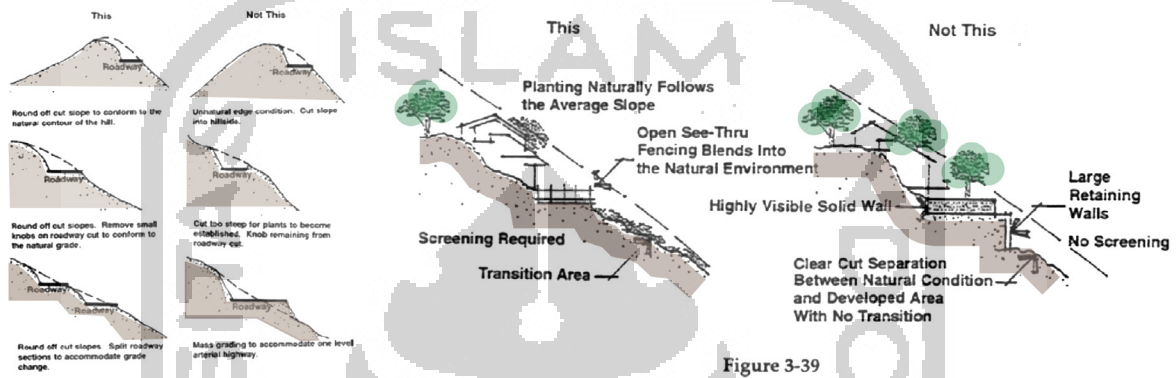 This
Roadway
Round off cut slope to conform to the
natural contour of the hill.
Roadway
Round off cut slopes. Remove small
knobs on roadway cut to conform to
the natural grade.
Roadway
Roadway
Round off cut slopes. Split roadway
sections to accommodate grade
change.
Not This
Roadway
Unnatural edge condition. Cut slope
into hillside.
Roadway
Cut too steep for plants to become
established. Knob remaining from
roadway cut.
Roadway
Mass grading to accommodate one level
arterial highway.
This
Planting Naturally Follows
the Average Slope
Open See-Thru
Fencing Blends Into
the Natural Environment
Screening Required
Transition Area
Not This
Highly Visible Solid Wall
Large
Retaining
Walls
No Screening
Clear Cut Separation
Between Natural Condition
and Developed Area
With No Transition
Figure 3-39
ISLAM